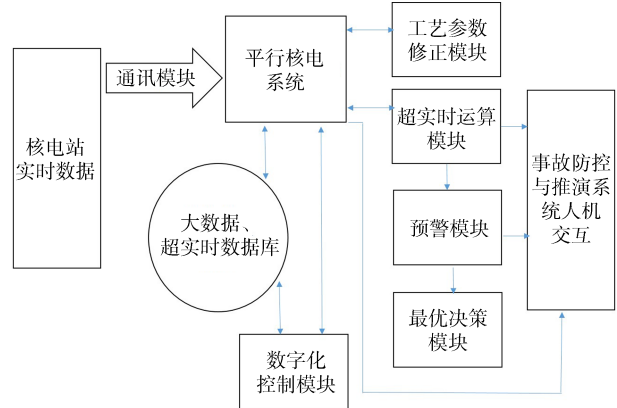 核电站
实时数据
通讯模块
平行核电
系统
工艺参数
修正模块
超实时运算
模块
预警模块
最优决策
模块
事故防控
与推演系
统人机
交互
大数据、
超实时数据库
数字化
控制模块